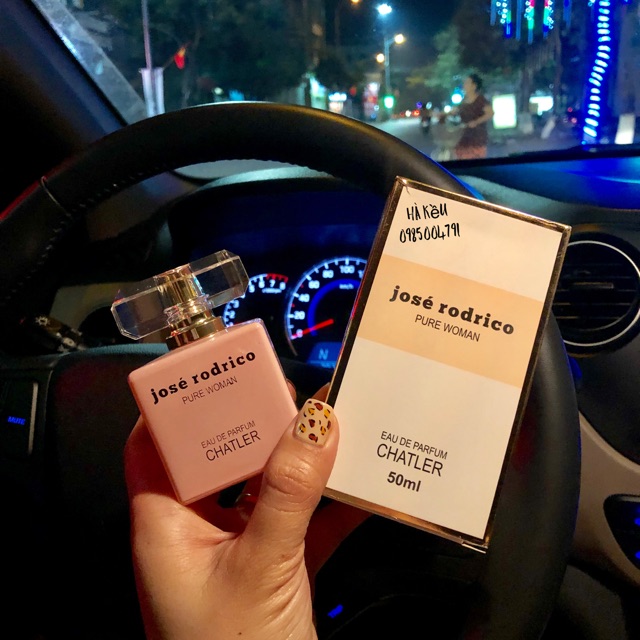 HÀ KÒU
0985004791
josé rodrico
PURE WOMAN
EAU DE PARFUM
CHATLER
50ml
josé rodrico
PURE WOMAN
EAU DE PARFUM
CHATLER
N